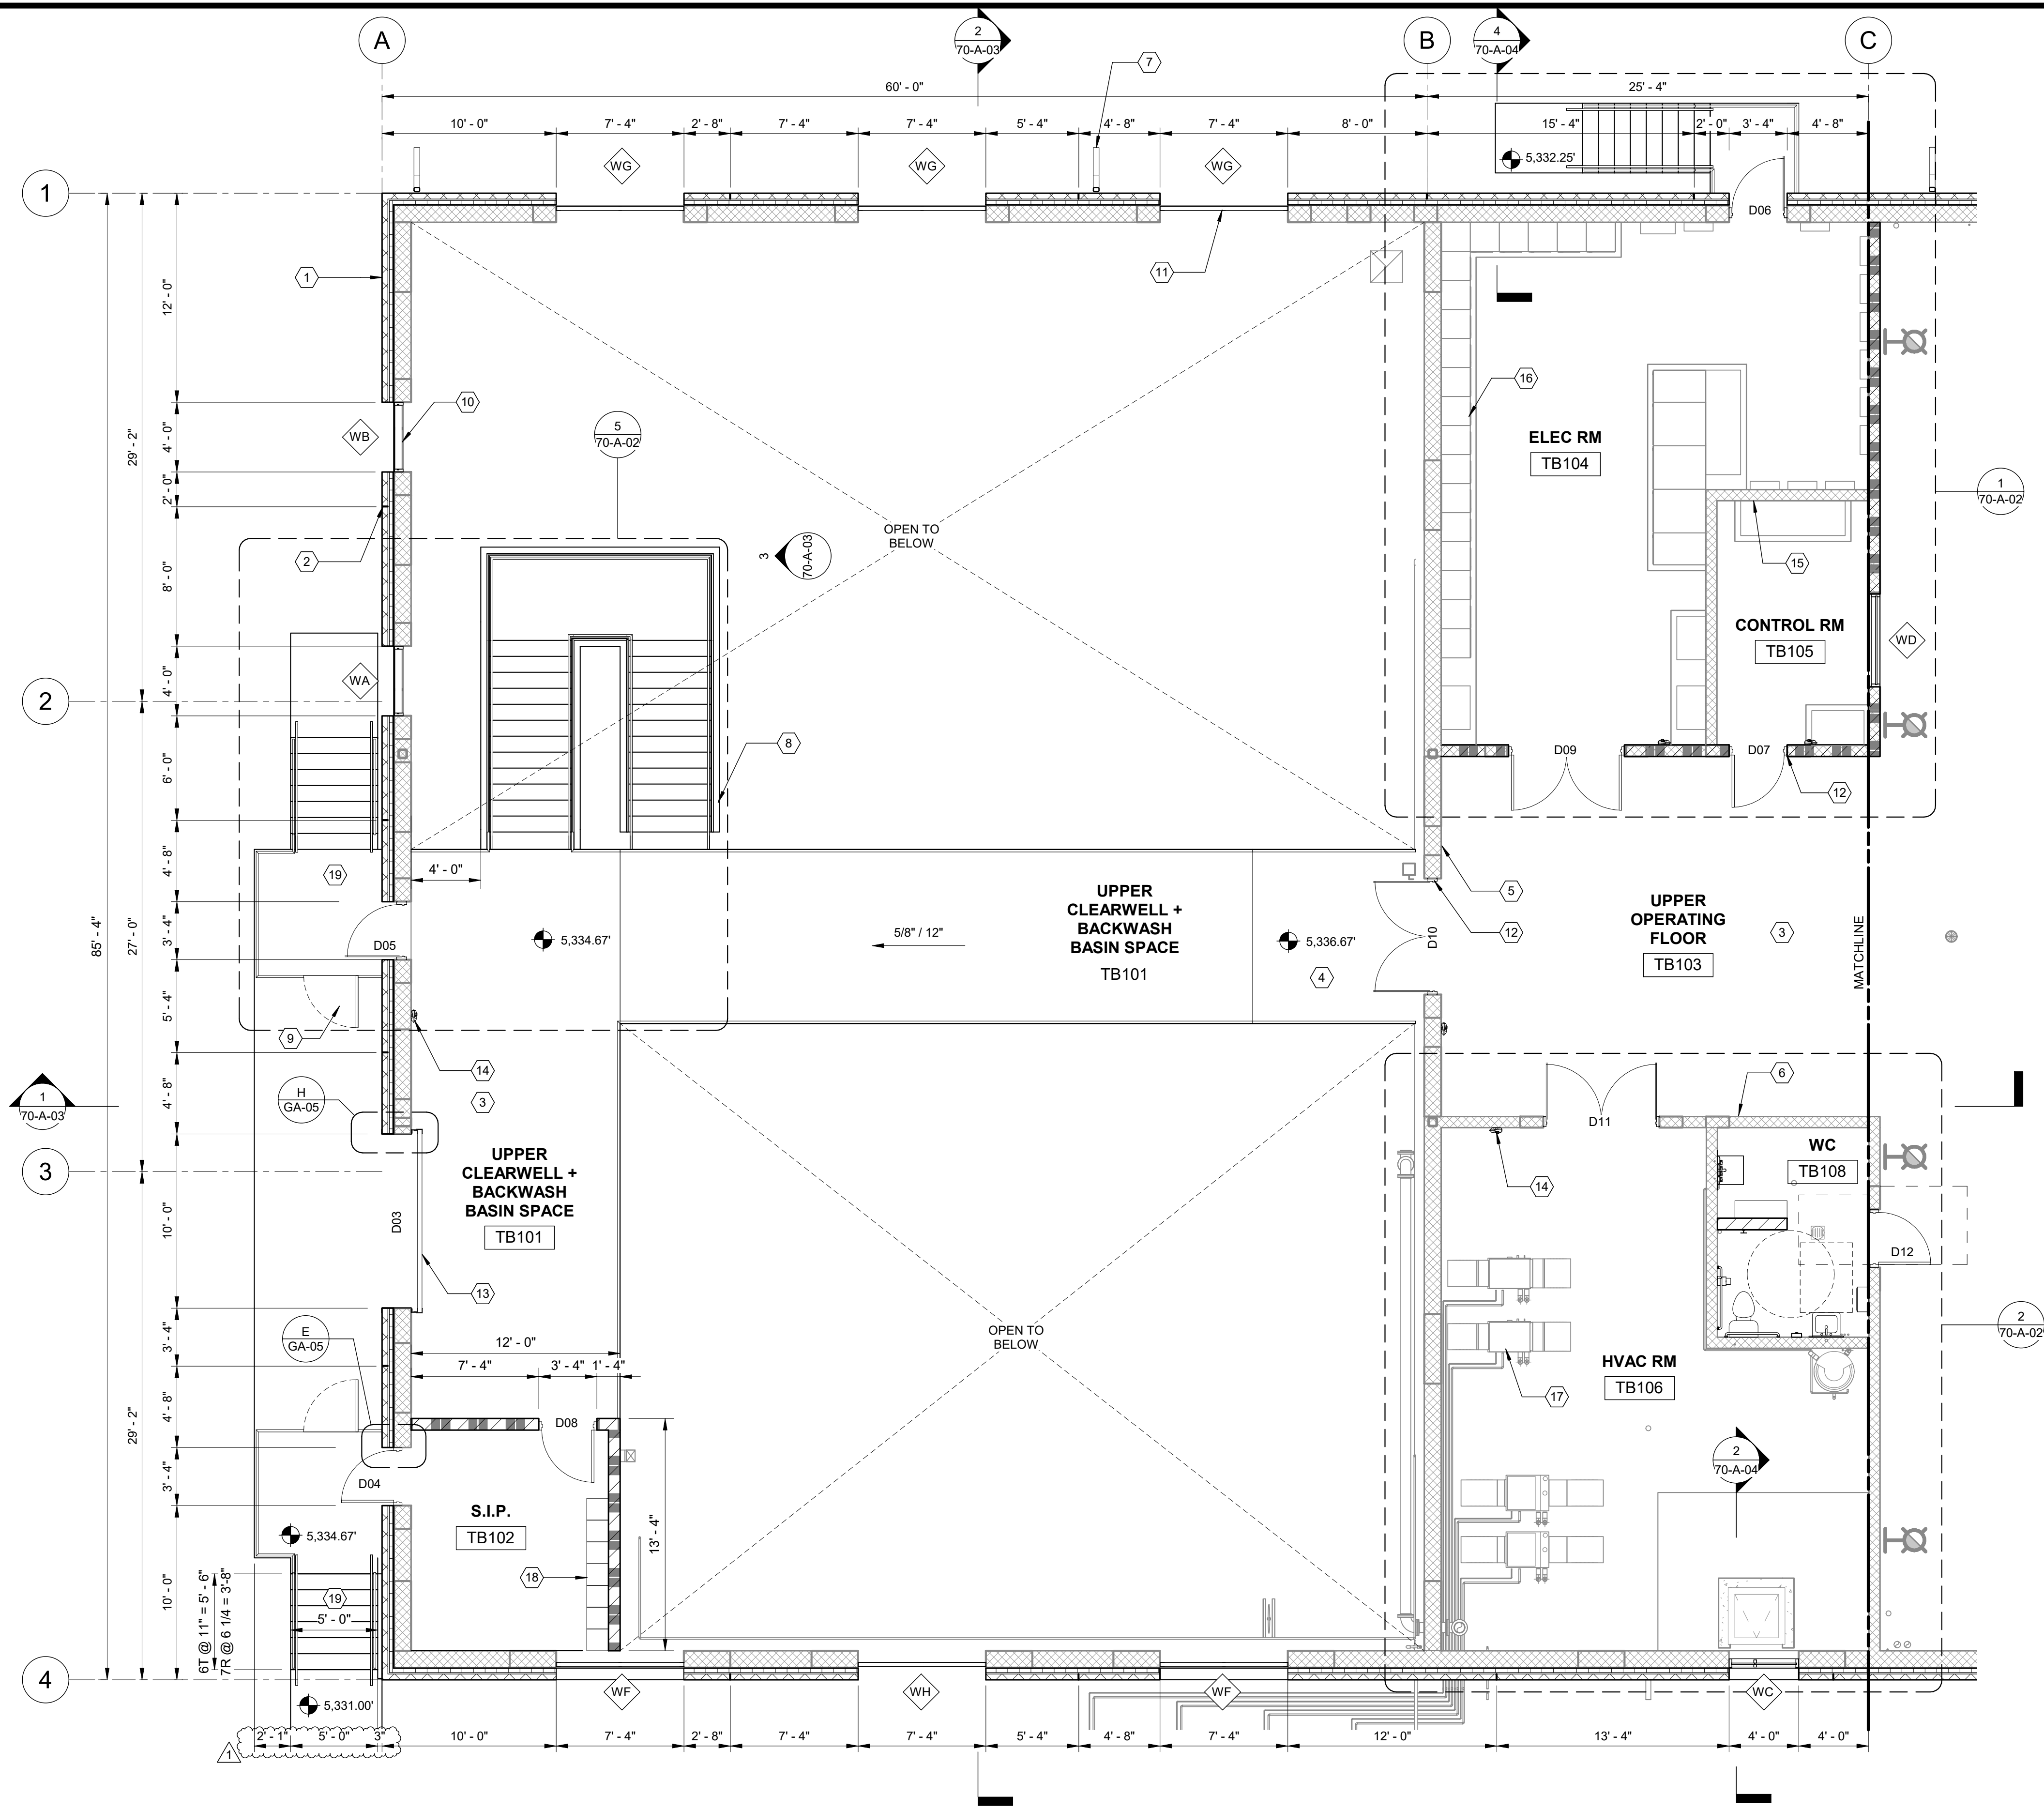 A
2
70-A-03
B
4
70-A-04
C
7
60' - 0"
25' - 4"
10' - 0"
7' - 4"
2' - 8"
7' - 4"
7' - 4"
5' - 4"
4' - 8"
7' - 4"
8' - 0"
15' - 4"
2' - 0"
3' - 4"
4' - 8"
WG
WG
WG
5,332.25'
1
D06
1
11
12' - 0"
10
16
WB
5
70-A-02
4' - 0"
29' - 2"
ELEC RM
TB104
1
70-A-02
2' - 0"
OPEN TO
BELOW
2
3
70-A-03
15
8' - 0"
CONTROL RM
TB105
WD
WA
4' - 0"
2
8
D09
D07
6' - 0"
12
4' - 8"
19
4' - 0"
5
UPPER
CLEARWELL +
BACKWASH
BASIN SPACE
TB101
UPPER
OPERATING
FLOOR
TB103
3
85' - 4"
27' - 0"
3' - 4"
D05
5,334.67'
5/8" / 12"
5,336.67'
D10
12
MATCHLINE
4
5' - 4"
9
14
6
H
GA-05
3
4' - 8"
1
70-A-03
D11
UPPER
CLEARWELL +
BACKWASH
BASIN SPACE
TB101
WC
TB108
3
14
10' - 0"
D03
D12
13
E
GA-05
3' - 4"
12' - 0"
OPEN TO
BELOW
2
70-A-02
7' - 4"
3' - 4"
1' - 4"
HVAC RM
TB106
17
29' - 2"
4' - 8"
D08
2
70-A-04
3' - 4"
D04
S.I.P.
TB102
5,334.67'
13' - 4"
18
10' - 0"
6T @ 11" = 5' - 6"
7R @ 6 1/4 = 3'-8"
19
5' - 0"
4
5,331.00'
WF
WH
WF
WC
1
2' - 1"
5' - 0"
3"
10' - 0"
7' - 4"
2' - 8"
7' - 4"
7' - 4"
5' - 4"
4' - 8"
7' - 4"
12' - 0"
13' - 4"
4' - 0"
4' - 0"